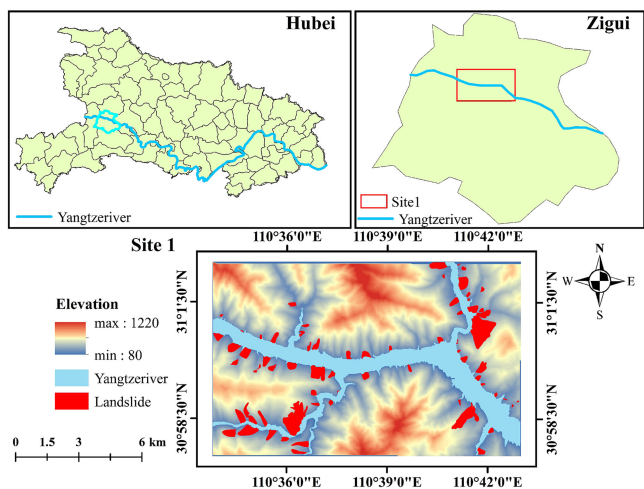 Hubei
Yangtzeriver
Zigui
Site1
Yangtzeriver
Site 1
110°36'0"E 110°39'0"E 110°42'0"E
N
W E
S
Elevation
max : 1220
min : 80
Yangtzeriver
Landslide
0 1.5 3 6 km
31°1'30"N
30°58'30"N
31°1'30"N
30°58'30"N
110°36'0"E 110°39'0"E 110°42'0"E